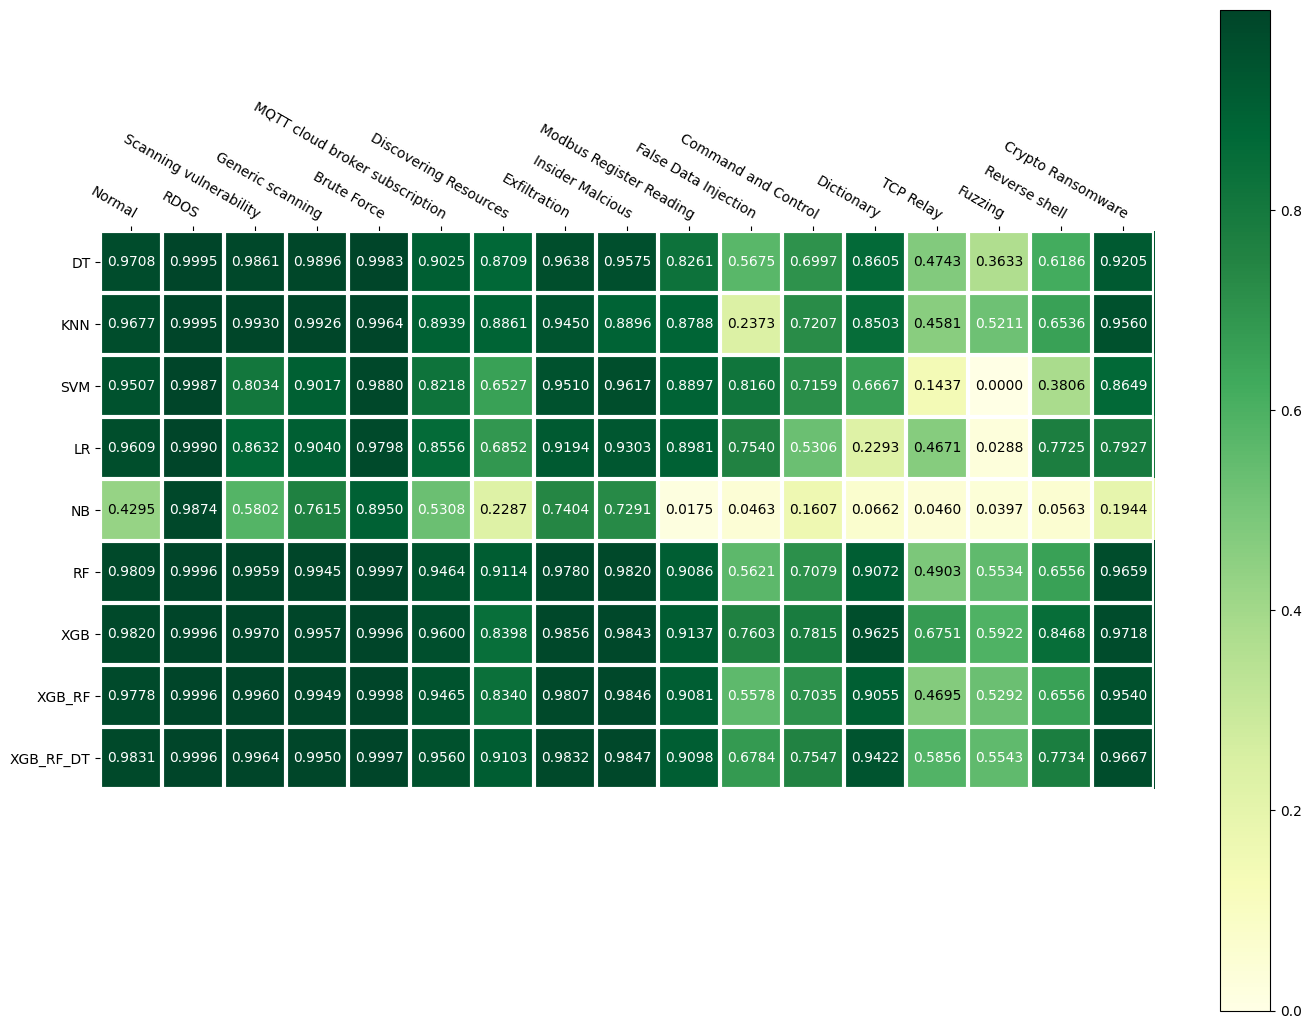 Normal
RDOS
Scanning vulnerability
Generic scanning
Brute Force
MQTT cloud broker subscription
Discovering Resources
Exfiltration
Insider Malcious
Modbus Register Reading
False Data Injection
Command and Control
Dictionary
TCP Relay
Fuzzing
Reverse shell
Crypto Ransomware
DT 0.9708 0.9995 0.9861 0.9896 0.9983 0.9025 0.8709 0.9638 0.9575 0.8261 0.5675 0.6997 0.8605 0.4743 0.3633 0.6186 0.9205
KNN 0.9677 0.9995 0.9930 0.9926 0.9964 0.8939 0.8861 0.9450 0.8896 0.8788 0.2373 0.7207 0.8503 0.4581 0.5211 0.6536 0.9560
SVM 0.9507 0.9987 0.8034 0.9017 0.9880 0.8218 0.6527 0.9510 0.9617 0.8897 0.8160 0.7159 0.6667 0.1437 0.0000 0.3806 0.8649
LR 0.9609 0.9990 0.8632 0.9040 0.9798 0.8556 0.6852 0.9194 0.9303 0.8981 0.7540 0.5306 0.2293 0.4671 0.0288 0.7725 0.7927
NB 0.4295 0.9874 0.5802 0.7615 0.8950 0.5308 0.2287 0.7404 0.7291 0.0175 0.0463 0.1607 0.0662 0.0460 0.0397 0.0563 0.1944
RF 0.9809 0.9996 0.9959 0.9945 0.9997 0.9464 0.9114 0.9780 0.9820 0.9086 0.5621 0.7079 0.9072 0.4903 0.5534 0.6556 0.9659
XGB 0.9820 0.9996 0.9970 0.9957 0.9996 0.9600 0.8398 0.9856 0.9843 0.9137 0.7603 0.7815 0.9625 0.6751 0.5922 0.8468 0.9718
XGB_RF 0.9778 0.9996 0.9960 0.9949 0.9998 0.9465 0.8340 0.9807 0.9846 0.9081 0.5578 0.7035 0.9055 0.4695 0.5292 0.6556 0.9540
XGB_RF_DT 0.9831 0.9996 0.9964 0.9950 0.9997 0.9560 0.9103 0.9832 0.9847 0.9098 0.6784 0.7547 0.9422 0.5856 0.5543 0.7734 0.9667
0.8
0.6
0.4
0.2
0.0